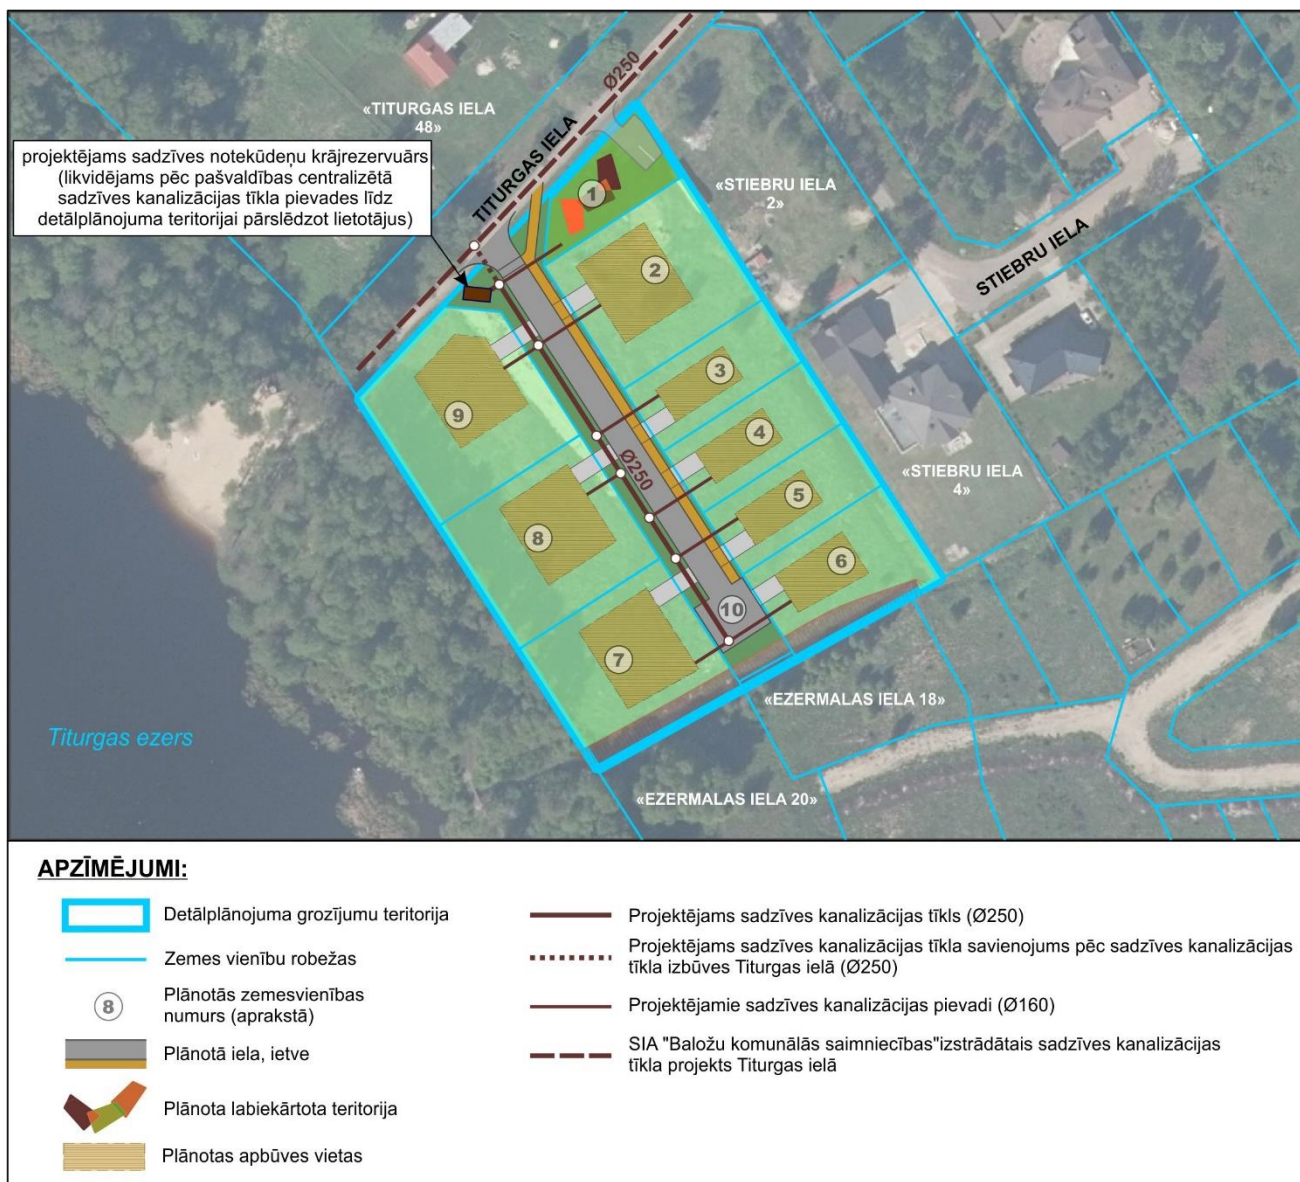 Ø250
«TITURGAS IELA
48»
TITURGAS IELA
projektējams sadzīves notekūdeņu krājrezervuārs
(likvidējams pēc pašvaldības centralizētā
sadzīves kanalizācijas tīkla pievades līdz
detālplānojuma teritorijai pārslēdzot lietotājus)
«STIEBRU IELA
2»
STIEBRU IELA
1
2
3
4
5
6
7
8
9
10
Ø250
«STIEBRU IELA
4»
«EZERMALAS IELA 18»
«EZERMALAS IELA 20»
Titurgas ezers
APZĪMĒJUMI:
Detālplānojuma grozījumu teritorija
Zemes vienību robežas
8
Plānotās zemesvienības
numurs (aprakstā)
Plānotā iela, ietve
Plānota labiekārtota teritorija
Plānotas apbūves vietas
Projektējams sadzīves kanalizācijas tīkls (Ø250)
Projektējams sadzīves kanalizācijas tīkla savienojums pēc sadzīves kanalizācijas
tīkla izbūves Titurgas ielā (Ø250)
Projektējamie sadzīves kanalizācijas pievadi (Ø160)
SIA "Baložu komunālās saimniecības"izstrādātais sadzīves kanalizācijas
tīkla projekts Titurgas ielā